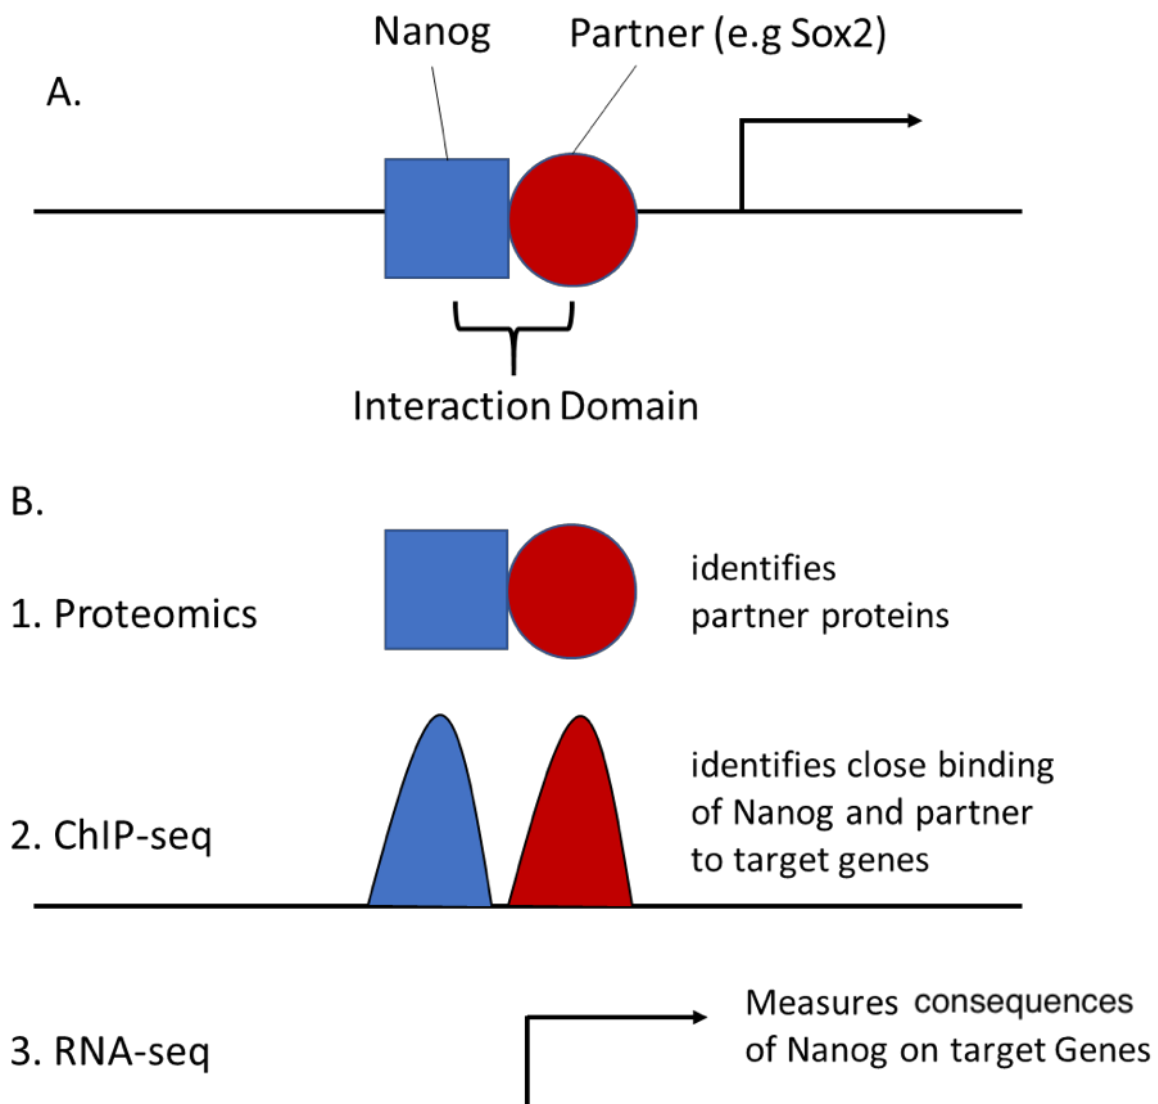 Nanog
Partner (e.g Sox2)
A.
Interaction Domain
B.
1. Proteomics
identifies
partner proteins
2. ChIP-seq
identifies close binding
of Nanog and partner
to target genes
3. RNA-seq
Measures consequences
of Nanog on target Genes